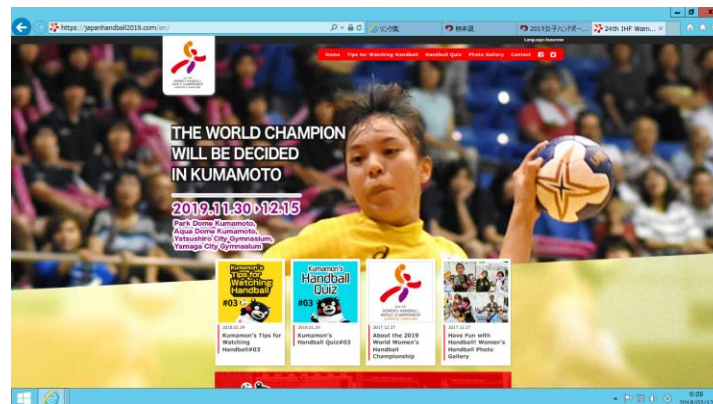 https://japanhandball2019.com/en/
リンク集
熊本県
2019女子ハンドボー...
24th IHF Wom...
Language:Japanese
Home Tips for Watching Handball Handball Quiz Photo Gallery Contact
THE WORLD CHAMPION
WILL BE DECIDED
IN KUMAMOTO
2019.11.30▶12.15
Park Dome Kumamoto,
Aqua Dome Kumamoto,
Yatsushiro City Gymnasium,
Yamaga City Gymnasium
Kumamon's
Tips for
Watching
Handball
#03
2018.01.29
Kumamon's Tips for
Watching
Handball#03
Kumamon's
Handball
Quiz
#03
2018.01.29
Kumamon's
Handball Quiz#03
2017.12.27
About the 2019
World Women's
Handball
Championship
2017.12.27
Have Fun with
Handball! Women's
Handball Photo
Gallery
9:09